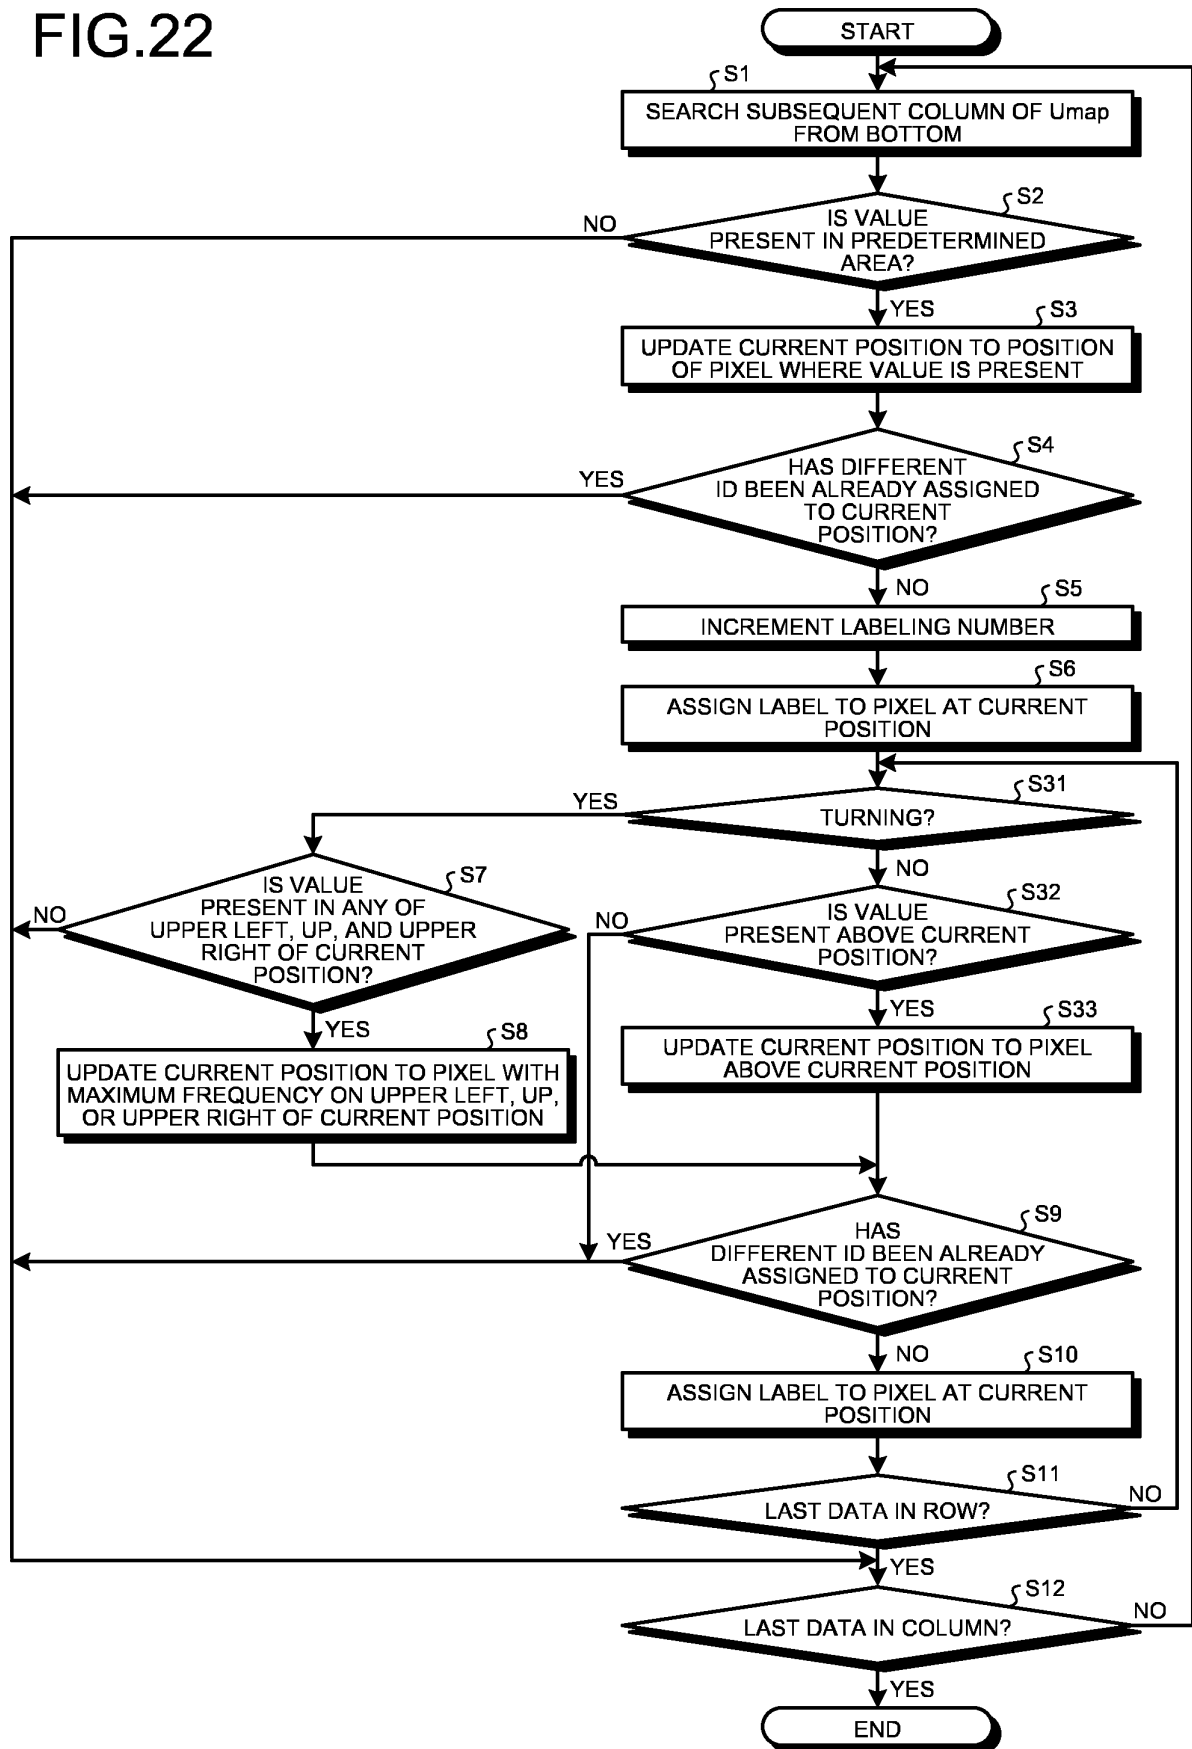 FIG.22
START
S1
SEARCH SUBSEQUENT COLUMN OF Umap
FROM BOTTOM
S2
NO
IS VALUE
PRESENT IN PREDETERMINED
AREA?
YES
S3
UPDATE CURRENT POSITION TO POSITION
OF PIXEL WHERE VALUE IS PRESENT
S4
YES
HAS DIFFERENT
ID BEEN ALREADY ASSIGNED
TO CURRENT
POSITION?
NO
S5
INCREMENT LABELING NUMBER
S6
ASSIGN LABEL TO PIXEL AT CURRENT
POSITION
S31
YES
TURNING?
NO
S7
NO
IS VALUE
PRESENT IN ANY OF
UPPER LEFT, UP, AND UPPER
RIGHT OF CURRENT
POSITION?
YES
S32
NO
IS VALUE
PRESENT ABOVE CURRENT
POSITION?
YES
S8
UPDATE CURRENT POSITION TO PIXEL WITH
MAXIMUM FREQUENCY ON UPPER LEFT, UP,
OR UPPER RIGHT OF CURRENT POSITION
S33
UPDATE CURRENT POSITION TO PIXEL
ABOVE CURRENT POSITION
S9
YES
HAS
DIFFERENT ID BEEN ALREADY
ASSIGNED TO CURRENT
POSITION?
NO
S10
ASSIGN LABEL TO PIXEL AT CURRENT
POSITION
S11
LAST DATA IN ROW?
NO
YES
S12
LAST DATA IN COLUMN?
NO
YES
END